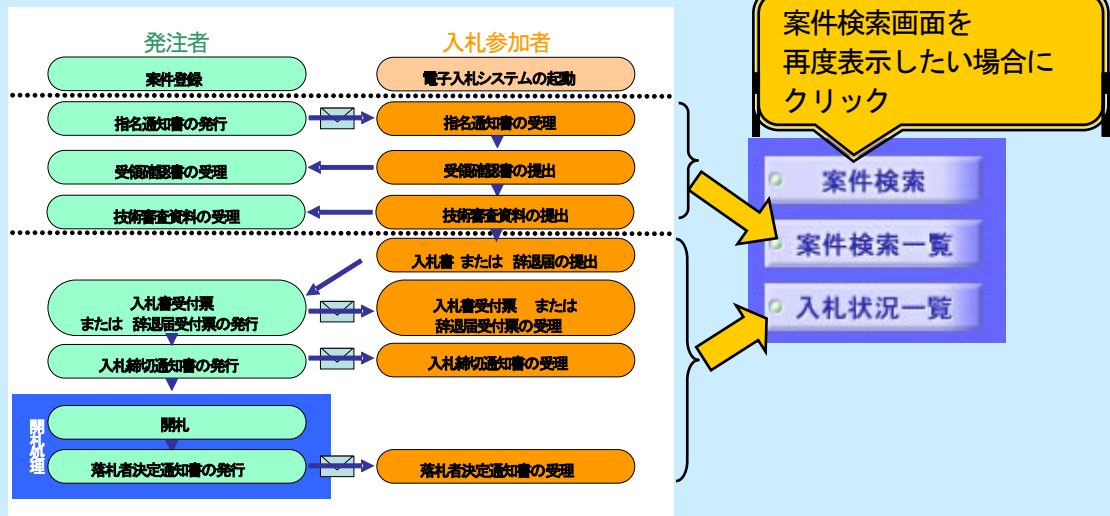 発注者
入札参加者
案件登録
電子入札システムの起動
指名通知書の発行
指名通知書の受理
受領確認書の受理
受領確認書の提出
技術審査資料の受理
技術審査資料の提出
入札書 または 辞退届の提出
入札書受付票
または 辞退届受付票の発行
入札書受付票 または
辞退届受付票の受理
入札締切通知書の発行
入札締切通知書の受理
開札処理
開札
落札者決定通知書の発行
落札者決定通知書の受理
案件検索画面を
再度表示したい場合に
クリック
案件検索
案件検索一覧
入札状況一覧